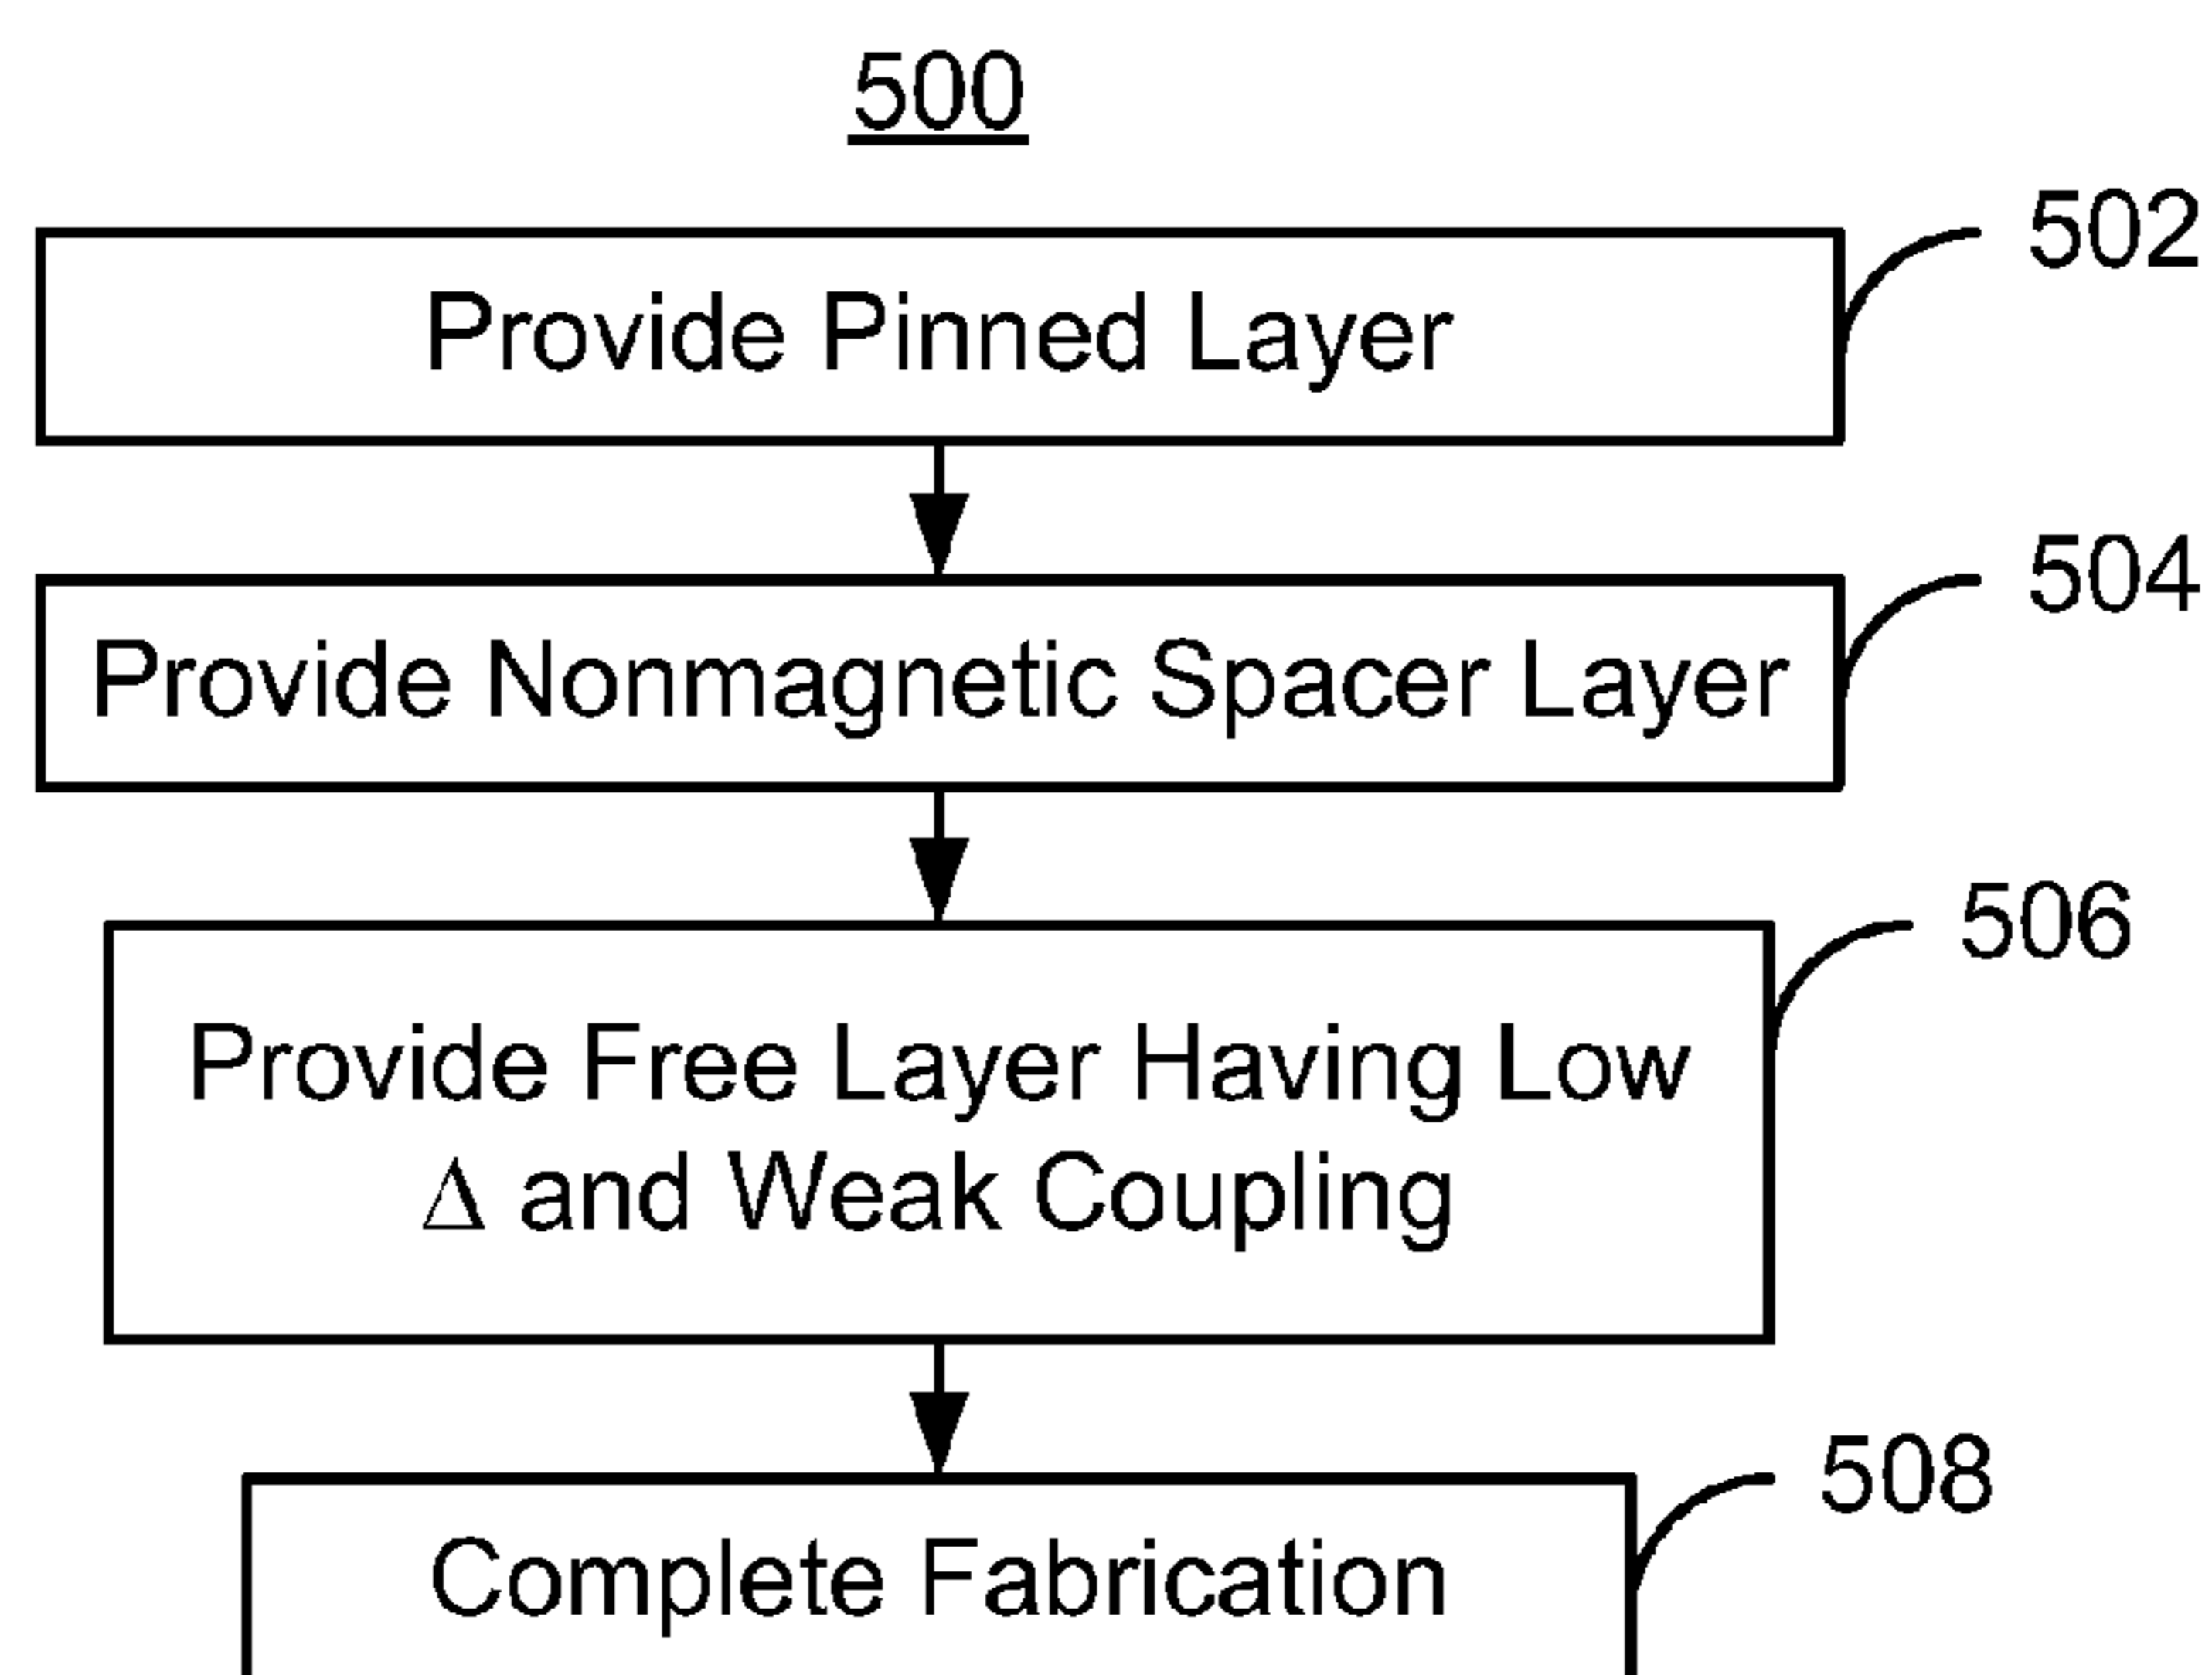 500
502
Provide Pinned Layer
504
Provide Nonmagnetic Spacer Layer
506
Provide Free Layer Having Low
Δ and Weak Coupling
508
Complete Fabrication